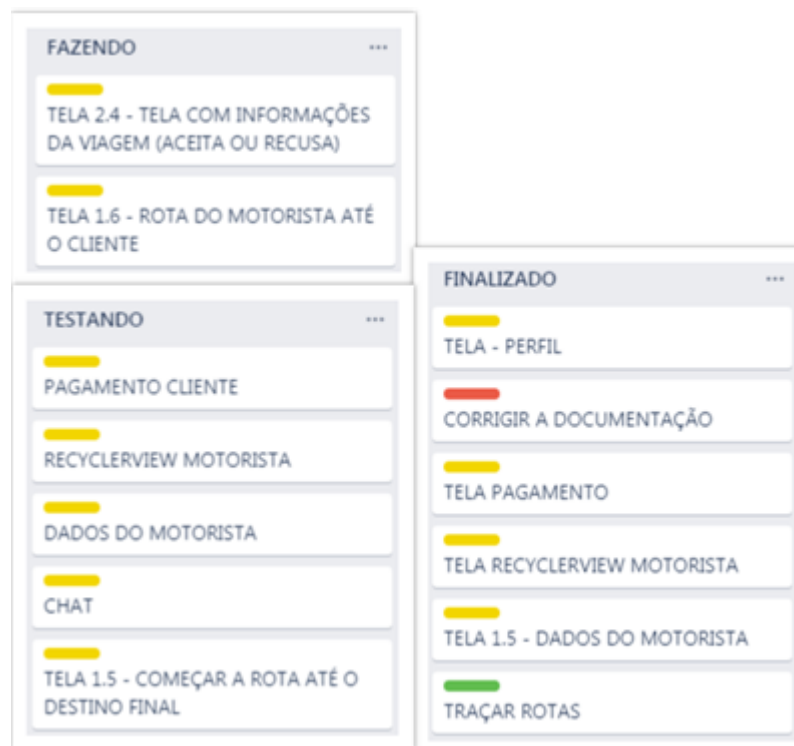 FAZENDO
TELA 2.4 - TELA COM INFORMAÇÕES
DA VIAGEM (ACEITA OU RECUSA)
TELA 1.6 - ROTA DO MOTORISTA ATÉ
O CLIENTE
TESTANDO
PAGAMENTO CLIENTE
RECYCLERVIEW MOTORISTA
DADOS DO MOTORISTA
CHAT
TELA 1.5 - COMEÇAR A ROTA ATÉ O
DESTINO FINAL
FINALIZADO
TELA - PERFIL
CORRIGIR A DOCUMENTAÇÃO
TELA PAGAMENTO
TELA RECYCLERVIEW MOTORISTA
TELA 1.5 - DADOS DO MOTORISTA
TRAÇAR ROTAS